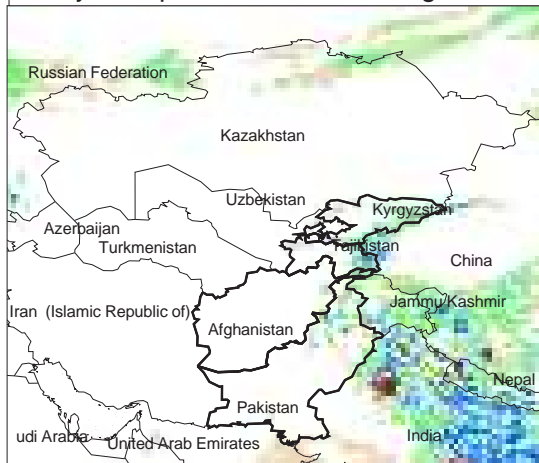 Russian Federation
Kazakhstan
Uzbekistan
Kyrgyzstan
Azerbaijan
Turkmenistan
Tajikistan
China
Iran (Islamic Republic of)
Jammu/Kashmir
Afghanistan
Nepal
Pakistan
udi Arabia
United Arab Emirates
India